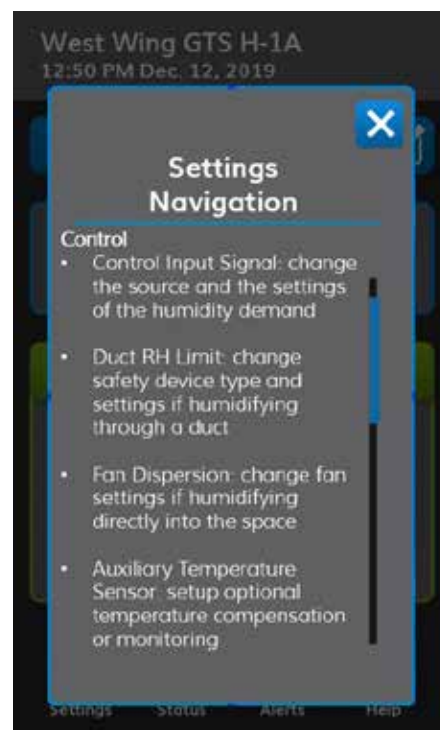 West Wing GTS H-1A
12:50 PM Dec. 12, 2019
Settings
Navigation
Control
• Control Input Signal: change
the source and the settings
of the humidity demand
• Duct RH Limit: change
safety device type and
settings if humidifying
through a duct
• Fan Dispersion: change fan
settings if humidifying
directly into the space
• Auxiliary Temperature
Sensor: setup optional
temperature compensation
or monitoring
Settings Status Alerts Help